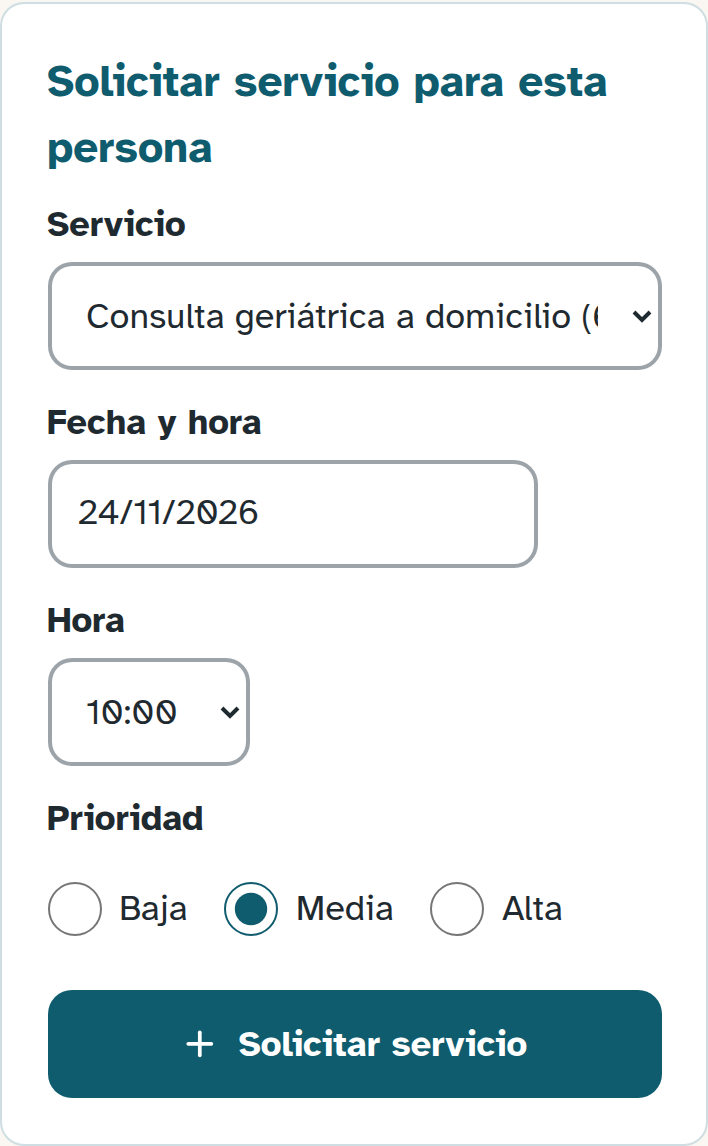 Solicitar servicio para esta
persona
Servicio
Consulta geriátrica a domicilio (
Fecha y hora
24/11/2026
Hora
10:00
Prioridad
Baja Media Alta
+ Solicitar servicio